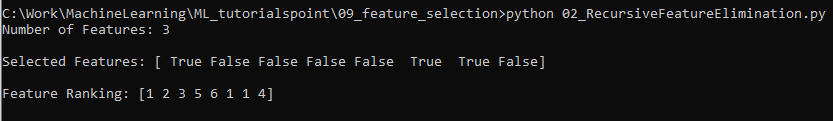 C:\Work\MachineLearning\ML_tutorialspoint\09_feature_selection>python 02_RecursiveFeatureElimination.py
Number of Features: 3
Selected Features: [ True False False False False  True  True False]
Feature Ranking: [1 2 3 5 6 1 1 4]